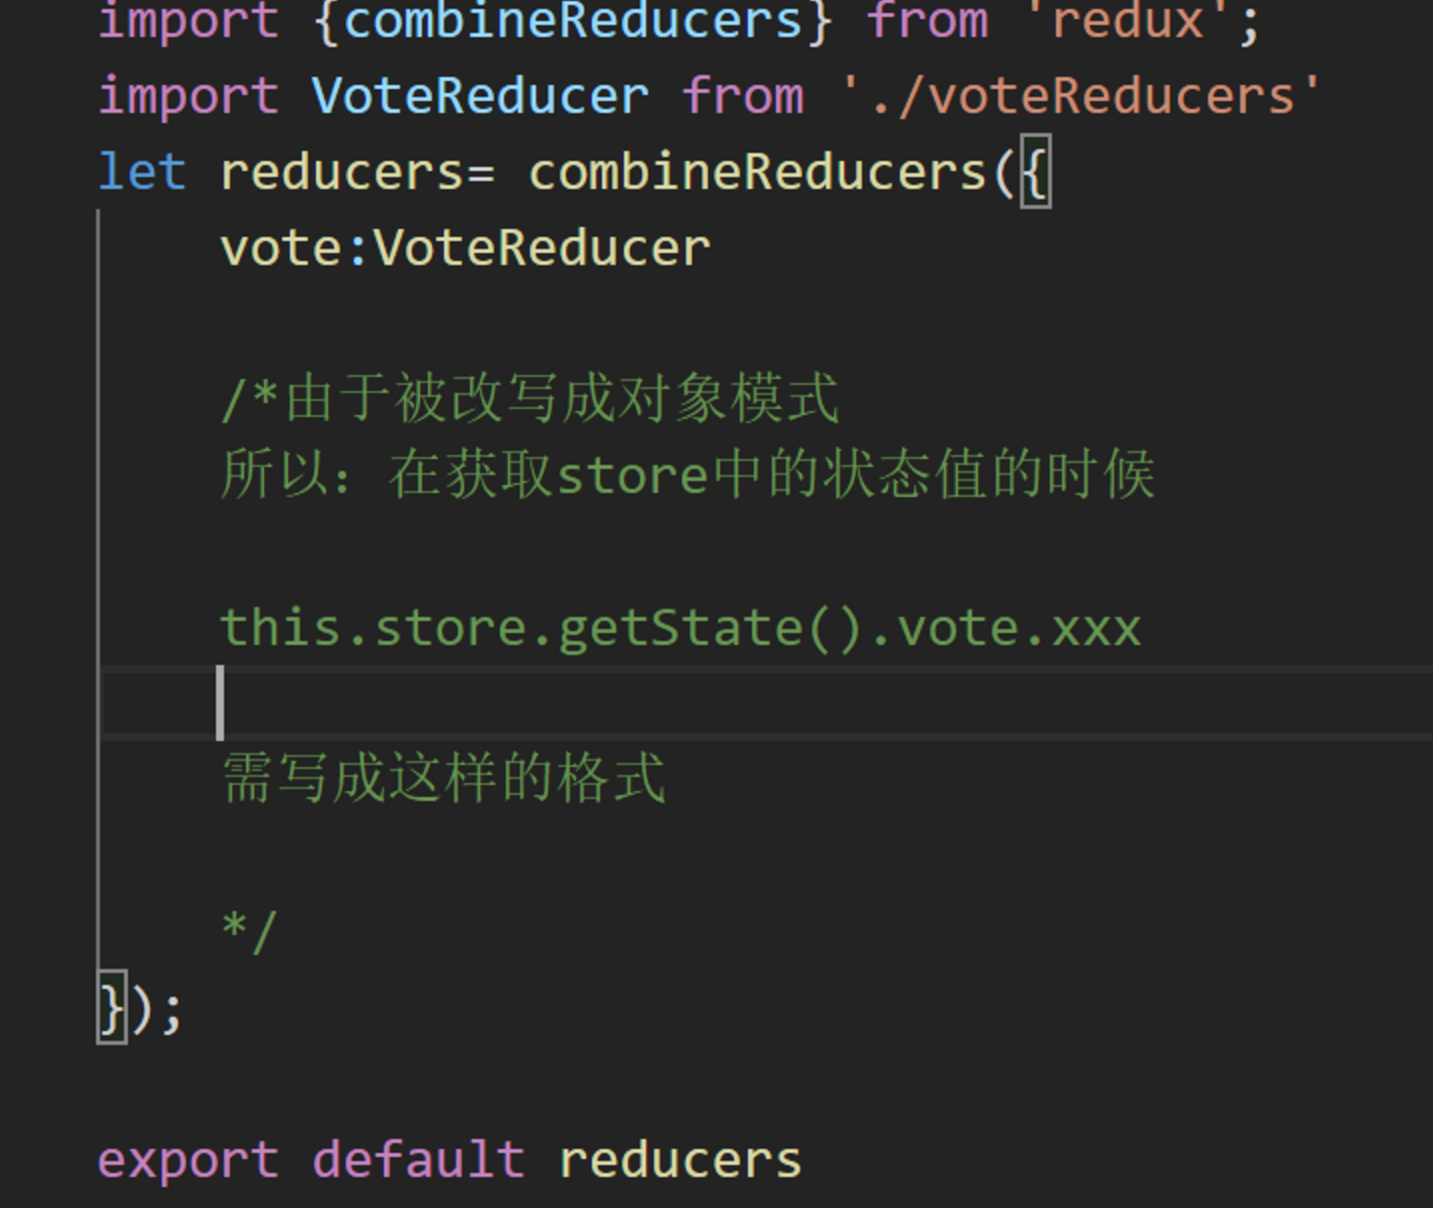 import {combineReducers} from 'redux';
import VoteReducer from './voteReducers'
let reducers= combineReducers({
vote:VoteReducer
/*由于被改写成对象模式
所以：在获取store中的状态值的时候
this.store.getState().vote.xxx
需写成这样的格式
*/
});
export default reducers